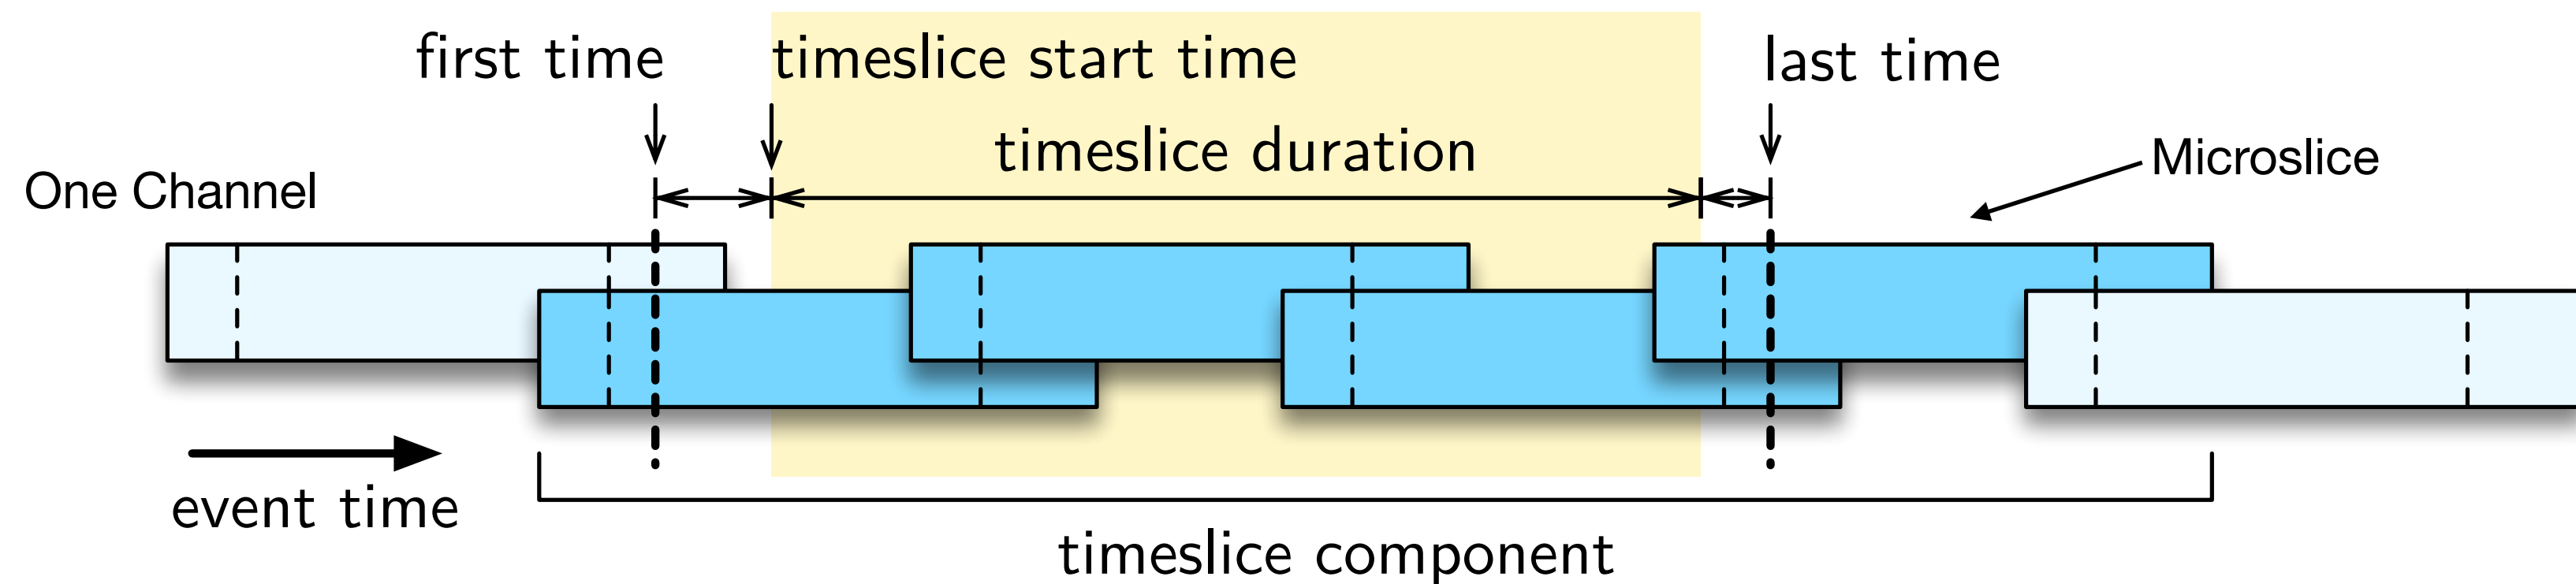 first time
timeslice start time
last time
timeslice duration
Microslice
One Channel
event time
timeslice component